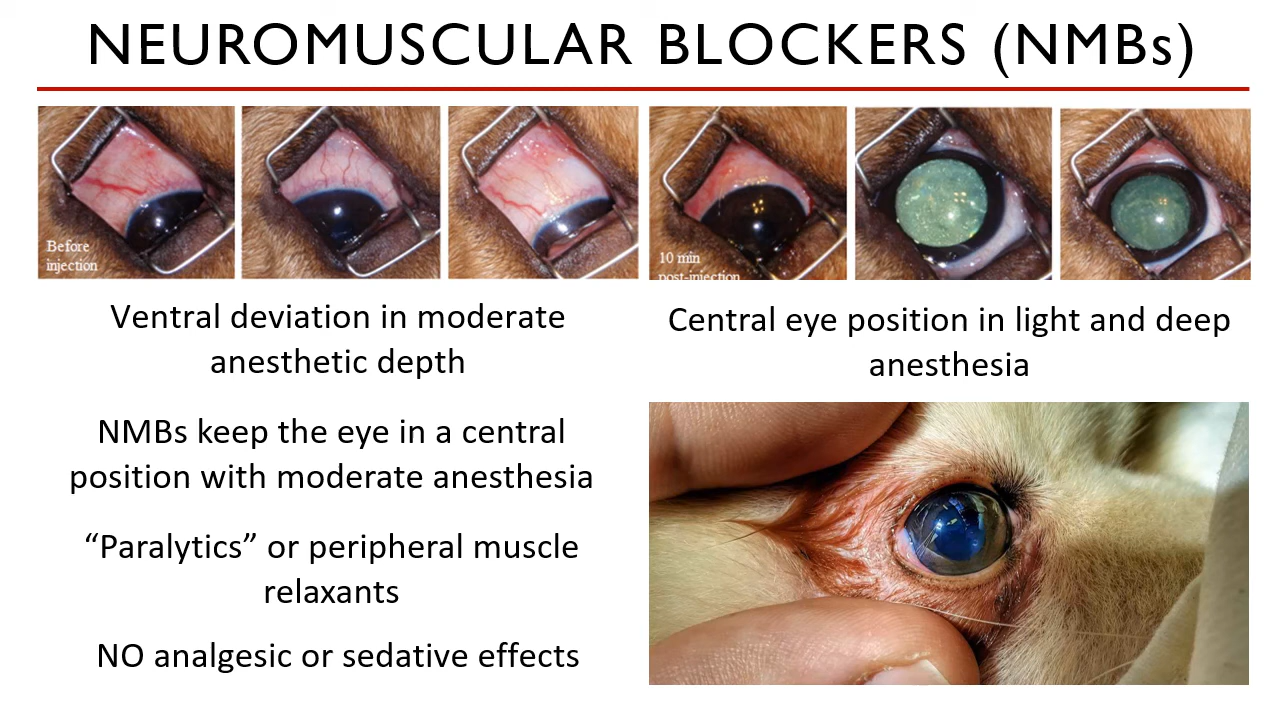 NEUROMUSCULAR BLOCKERS (NMBs)
Before
injection
10 min
post-injection
Ventral deviation in moderate
anesthetic depth
Central eye position in light and deep
anesthesia
NMBs keep the eye in a central
position with moderate anesthesia
“Paralytics” or peripheral muscle
relaxants
NO analgesic or sedative effects